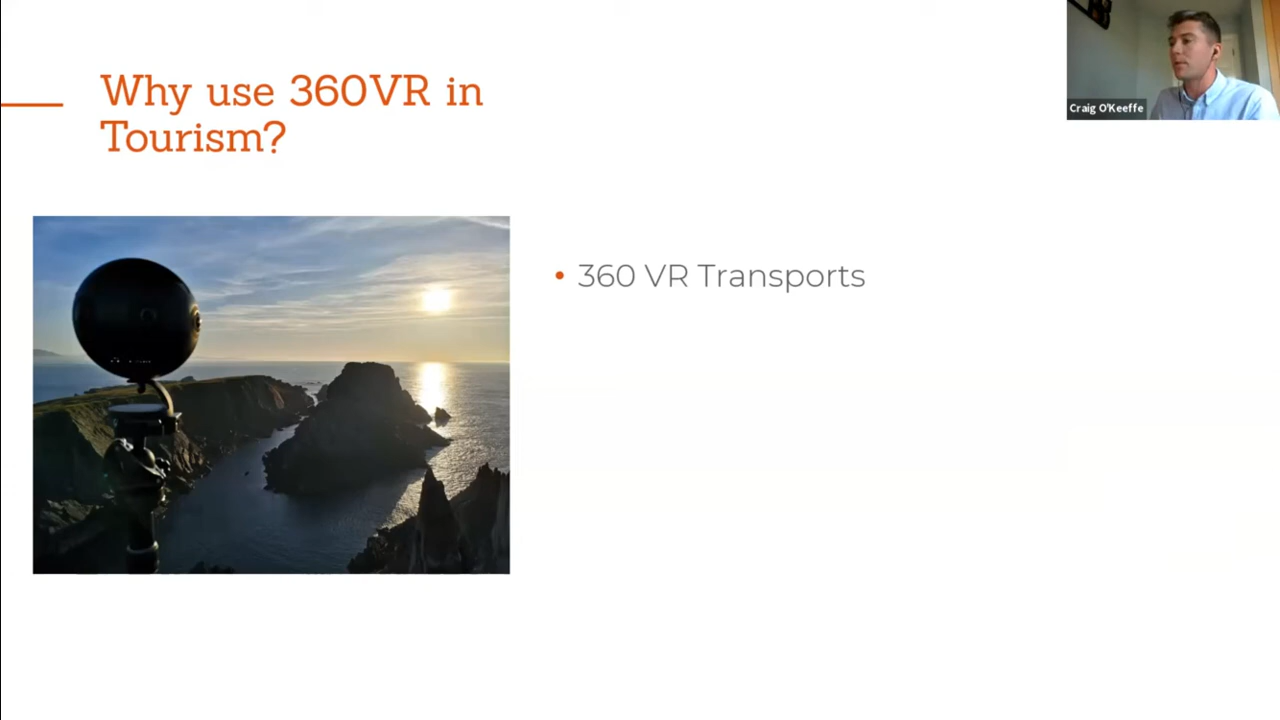 Why use 360VR in
Tourism?
Craig O'Keeffe
• 360 VR Transports